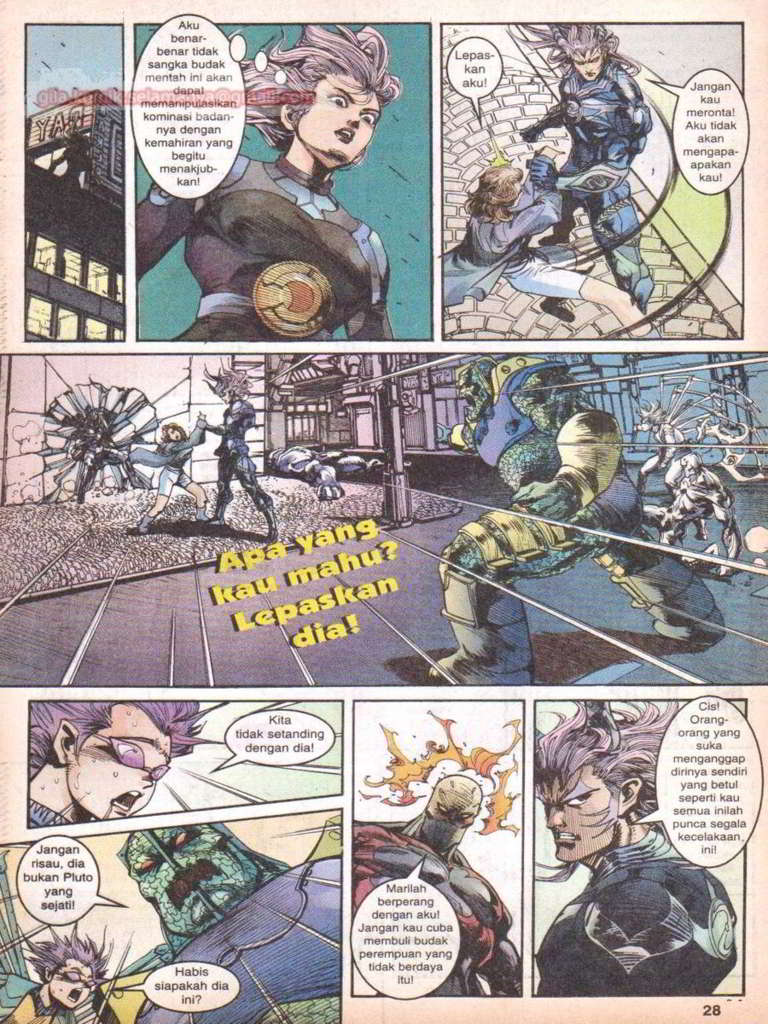 Aku
benar-
benar tidak
sangka budak
mentah ini akan
dapat
memanipulasikan
kominasi badan-
nya dengan
kemahiran yang
begitu
menakjub-
kan!
Lepas-
kan
aku!
Jangan
kau
meronta!
Aku tidak
akan
mengapa-
apakan
kau!
Apa yang
kau mahu?
Lepaskan
dia!
Kita
tidak setanding
dengan dia!
Jangan
risau, dia
bukan Pluto
yang
sejati!
Habis
siapakah dia
ini?
Marilah
berperang
dengan aku!
Jangan kau cuba
membuli budak
perempuan yang
tidak berdaya
itu!
Cis!
Orang-
orang yang
suka
menganggap
dirinya sendiri
yang betul
seperti kau
semua inilah
punca segala
kecelakaan,
ini!
28